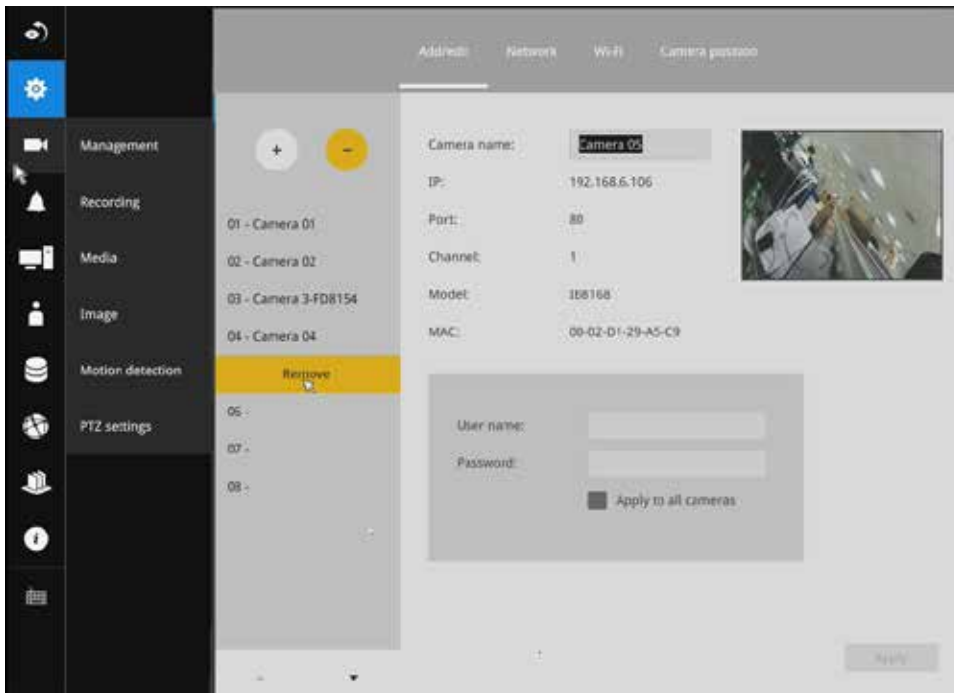 Address Network Wi-Fi Camera position
Management
Recording
Media
Image
Motion detection
PTZ settings
+ -
01 - Camera 01
02 - Camera 02
03 - Camera 3-FD8154
04 - Camera 04
Remove
06 -
07 -
08 -
Camera name: Camera 05
IP: 192.168.6.106
Port: 80
Channel: 1
Model: IB8168
MAC: 00-02-D1-29-A5-C9
User name:
Password:
Apply to all cameras
Apply